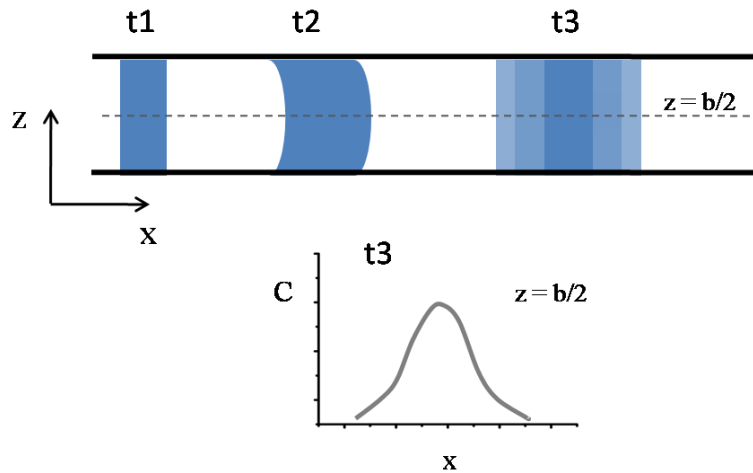 t1
t2
t3
z = b/2
Z
X
t3
C
z = b/2
x